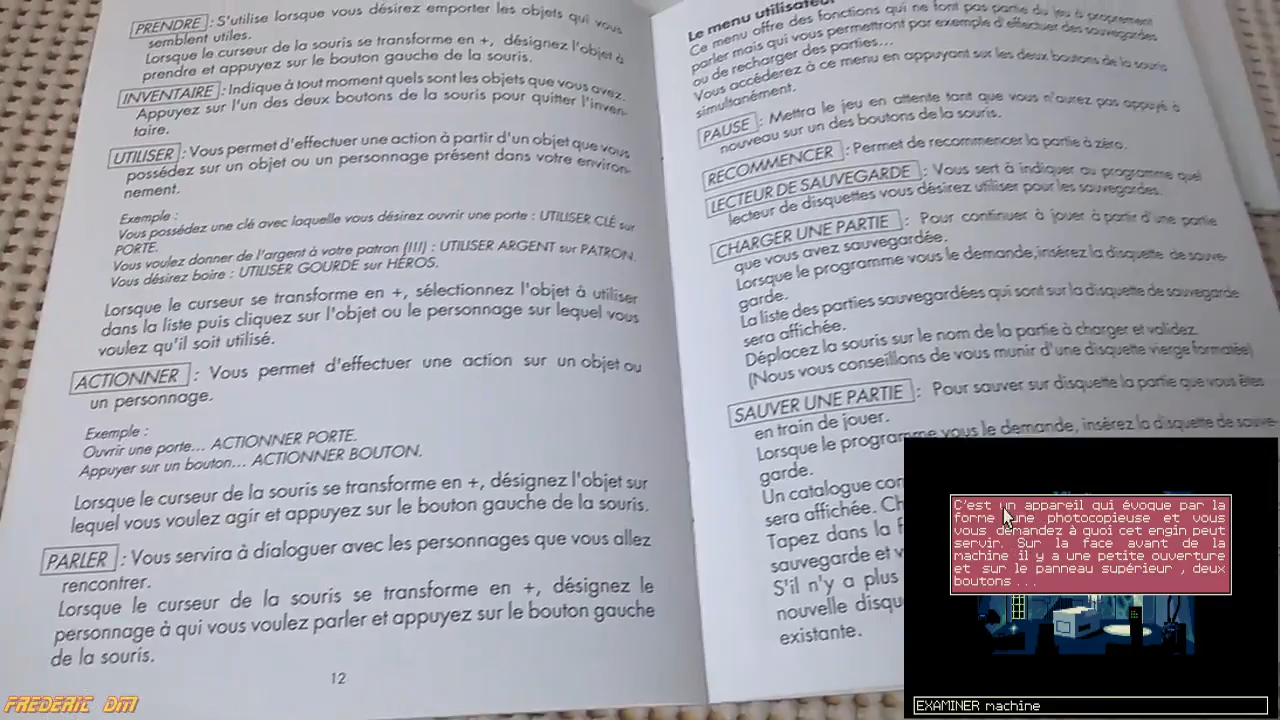 PRENDRE : S'utilise lorsque vous désirez emporter les objets qui vous
semblent utiles.
Lorsque le curseur de la souris se transforme en +, désignez l'objet à
prendre et appuyez sur le bouton gauche de la souris.
INVENTAIRE : Indique à tout moment quels sont les objets que vous avez.
Appuyez sur l'un des deux boutons de la souris pour quitter l'inven-
taire.
UTILISER : Vous permet d'effectuer une action à partir d'un objet que vous
possédez sur un objet ou un personnage présent dans votre environ-
nement.
Exemple :
Vous possédez une clé avec laquelle vous désirez ouvrir une porte : UTILISER CLÉ sur
PORTE.
Vous voulez donner de l'argent à votre patron (!!!) : UTILISER ARGENT sur PATRON.
Vous désirez boire : UTILISER GOURDE sur HÉROS.
Lorsque le curseur se transforme en +, sélectionnez l'objet à utiliser
dans la liste puis cliquez sur l'objet ou le personnage sur lequel vous
voulez qu'il soit utilisé.
ACTIONNER : Vous permet d'effectuer une action sur un objet ou
un personnage.
Exemple :
Ouvrir une porte... ACTIONNER PORTE.
Appuyer sur un bouton... ACTIONNER BOUTON.
Lorsque le curseur de la souris se transforme en +, désignez l'objet sur
lequel vous voulez agir et appuyez sur le bouton gauche de la souris.
PARLER : Vous servira à dialoguer avec les personnages que vous allez
rencontrer.
Lorsque le curseur de la souris se transforme en +, désignez le
personnage à qui vous voulez parler et appuyez sur le bouton gauche
de la souris.
12
Le menu utilisateur
Ce menu offre des fonctions qui ne font pas partie du jeu à proprement
parler mais qui vous permettront par exemple d'effectuer des sauvegardes
ou de recharger des parties...
Vous accéderez à ce menu en appuyant sur les deux boutons de la souris
simultanément.
PAUSE : Mettra le jeu en attente tant que vous n'aurez pas appuyé à
nouveau sur un des boutons de la souris.
RECOMMENCER : Permet de recommencer la partie à zéro.
LECTEUR DE SAUVEGARDE : Vous sert à indiquer au programme quel
lecteur de disquettes vous désirez utiliser pour les sauvegardes.
CHARGER UNE PARTIE : Pour continuer à jouer à partir d'une partie
que vous avez sauvegardée.
Lorsque le programme vous le demande, insérez la disquette de sauve-
garde.
La liste des parties sauvegardées qui sont sur la disquette de sauvegarde
sera affichée.
Déplacez la souris sur le nom de la partie à charger et validez.
(Nous vous conseillons de vous munir d'une disquette vierge formatée)
SAUVER UNE PARTIE : Pour sauver sur disquette la partie que vous êtes
en train de jouer.
Lorsque le programme vous le demande, insérez la disquette de sauve-
garde.
Un catalogue
sera affichée.
Tapez dans la
sauvegarde et
S'il n'y a plus
nouvelle
existante.
C'est un appareil qui évoque par la
forme une photocopieuse et vous
vous demandez à quoi cet engin peut
servir. Sur la face avant de la
machine il y a une petite ouverture
et sur le panneau supérieur , deux
boutons ...
EXAMINER machine
FREDERIC DM